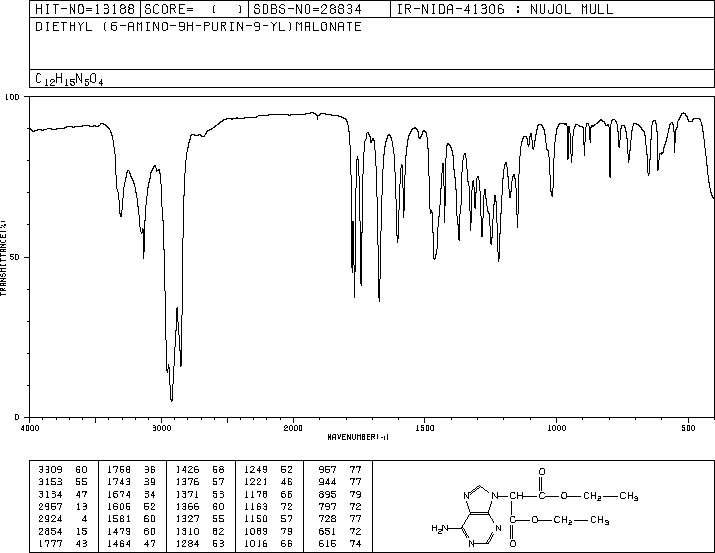 HIT-NO=13188 SCORE= ( ) SDBS-NO=28834 IR-NIDA-41306 : NUJOL MULL
DIETHYL (6-AMINO-9H-PURIN-9-YL)MALONATE
C12H15N5O4
100
50
0
TRANSMITTANCE(%)
4000 3000 2000 1500 1000 500
WAVENUMBER(-1)
3309 60 1768 36 1426 68 1249 52 957 77
3153 55 1743 39 1376 57 1221 46 944 77
3134 47 1674 34 1371 53 1178 66 895 79
2957 13 1606 52 1366 60 1163 72 797 72
2924 4 1581 60 1327 55 1150 57 728 77
2854 15 1479 60 1310 62 1089 79 651 72
1777 43 1464 47 1284 53 1016 66 616 74
O
N N CH C O CH2 CH3
C O CH2 CH3
H2N N N O